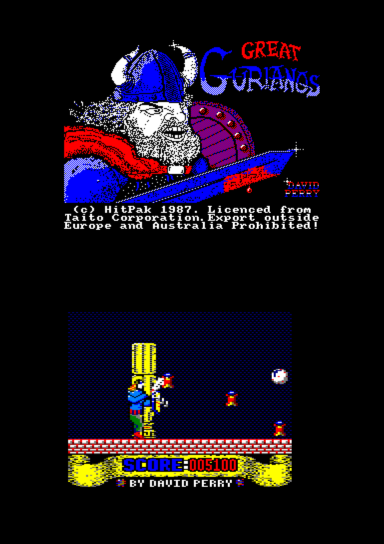 GREAT
GURIANOS
DAVID
PERRY
(c) HitPak 1987. Licenced from
Taito Corporation.Export outside
Europe and Australia Prohibited!
SCORE:005100
BY DAVID PERRY